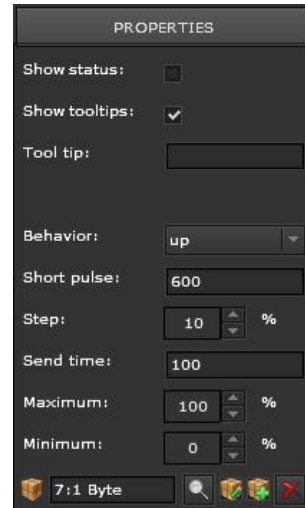 PROPERTIES
Show status:
Show tooltips:
Tool tip:
Behavior: up
Short pulse: 600
Step: 10 %
Send time: 100
Maximum: 100 %
Minimum: 0 %
7:1 Byte